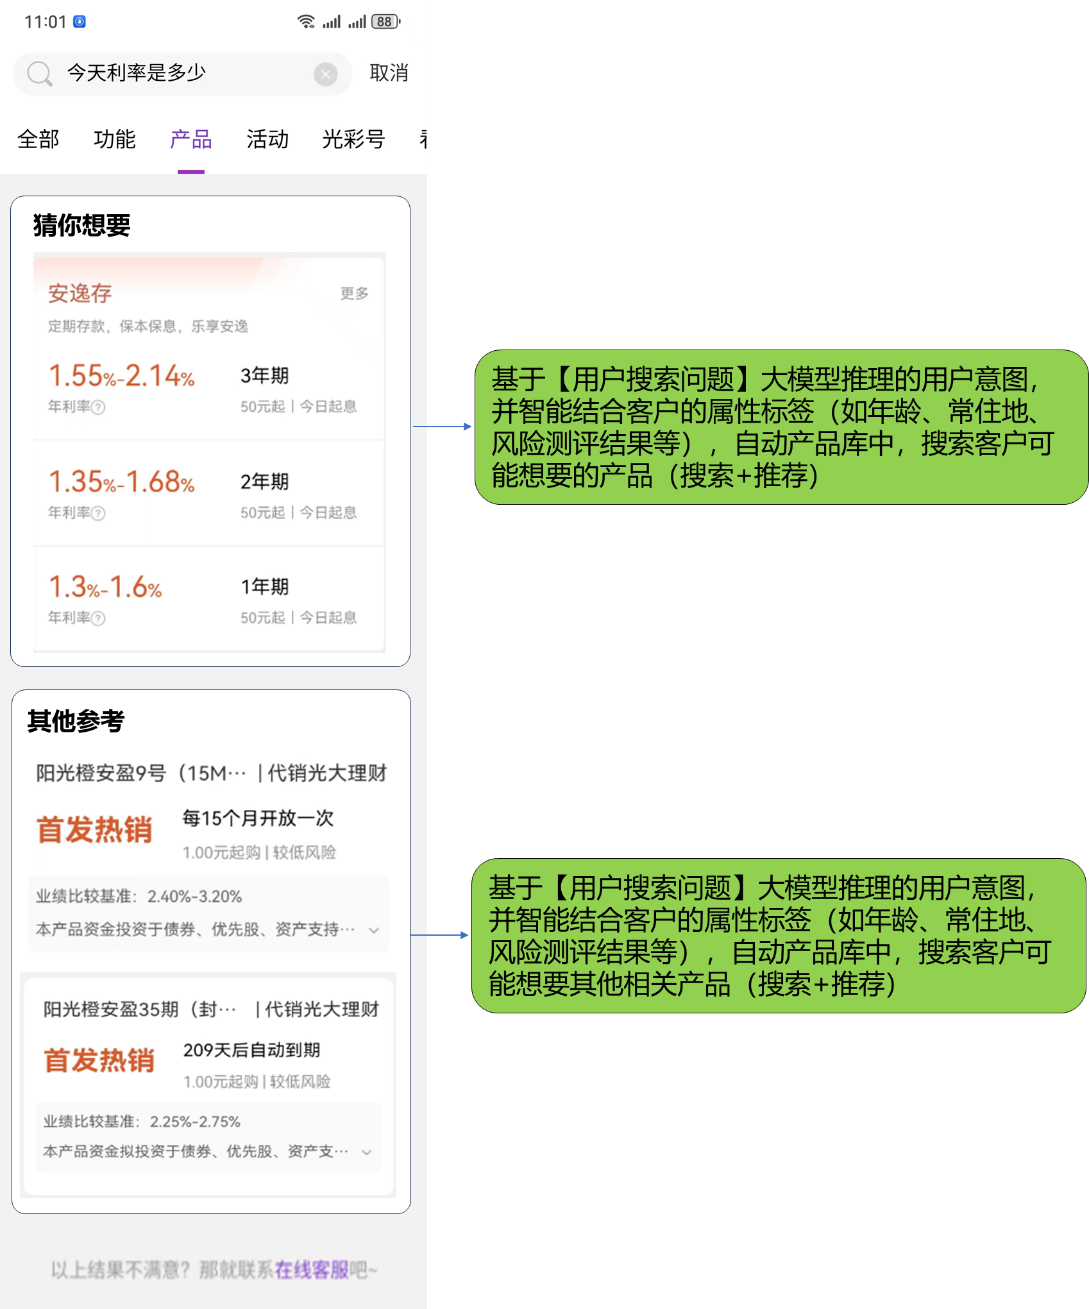 11:01
88
今天利率是多少
取消
全部 功能 产品 活动 光彩号
猜你想要
安逸存 更多
定期存款，保本保息，乐享安逸
1.55%-2.14% 3年期
年利率? 50元起 | 今日起息
1.35%-1.68% 2年期
年利率? 50元起 | 今日起息
1.3%-1.6% 1年期
年利率? 50元起 | 今日起息
基于【用户搜索问题】大模型推理的用户意图，
并智能结合客户的属性标签（如年龄、常住地、
风险测评结果等），自动产品库中，搜索客户可
能想要的产品（搜索+推荐）
其他参考
阳光橙安盈9号（15M… | 代销光大理财
首发热销 每15个月开放一次
1.00元起购 | 较低风险
业绩比较基准：2.40%-3.20%
本产品资金投资于债券、优先股、资产支持…
阳光橙安盈35期（封… | 代销光大理财
首发热销 209天后自动到期
1.00元起购 | 较低风险
业绩比较基准：2.25%-2.75%
本产品资金拟投资于债券、优先股、资产支…
基于【用户搜索问题】大模型推理的用户意图，
并智能结合客户的属性标签（如年龄、常住地、
风险测评结果等），自动产品库中，搜索客户可
能想要其他相关产品（搜索+推荐）
以上结果不满意？那就联系在线客服吧~